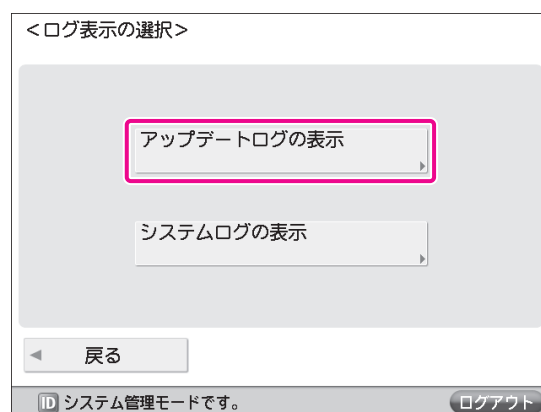 ＜ログ表示の選択＞
アップデートログの表示
システムログの表示
戻る
ID システム管理モードです。 ログアウト